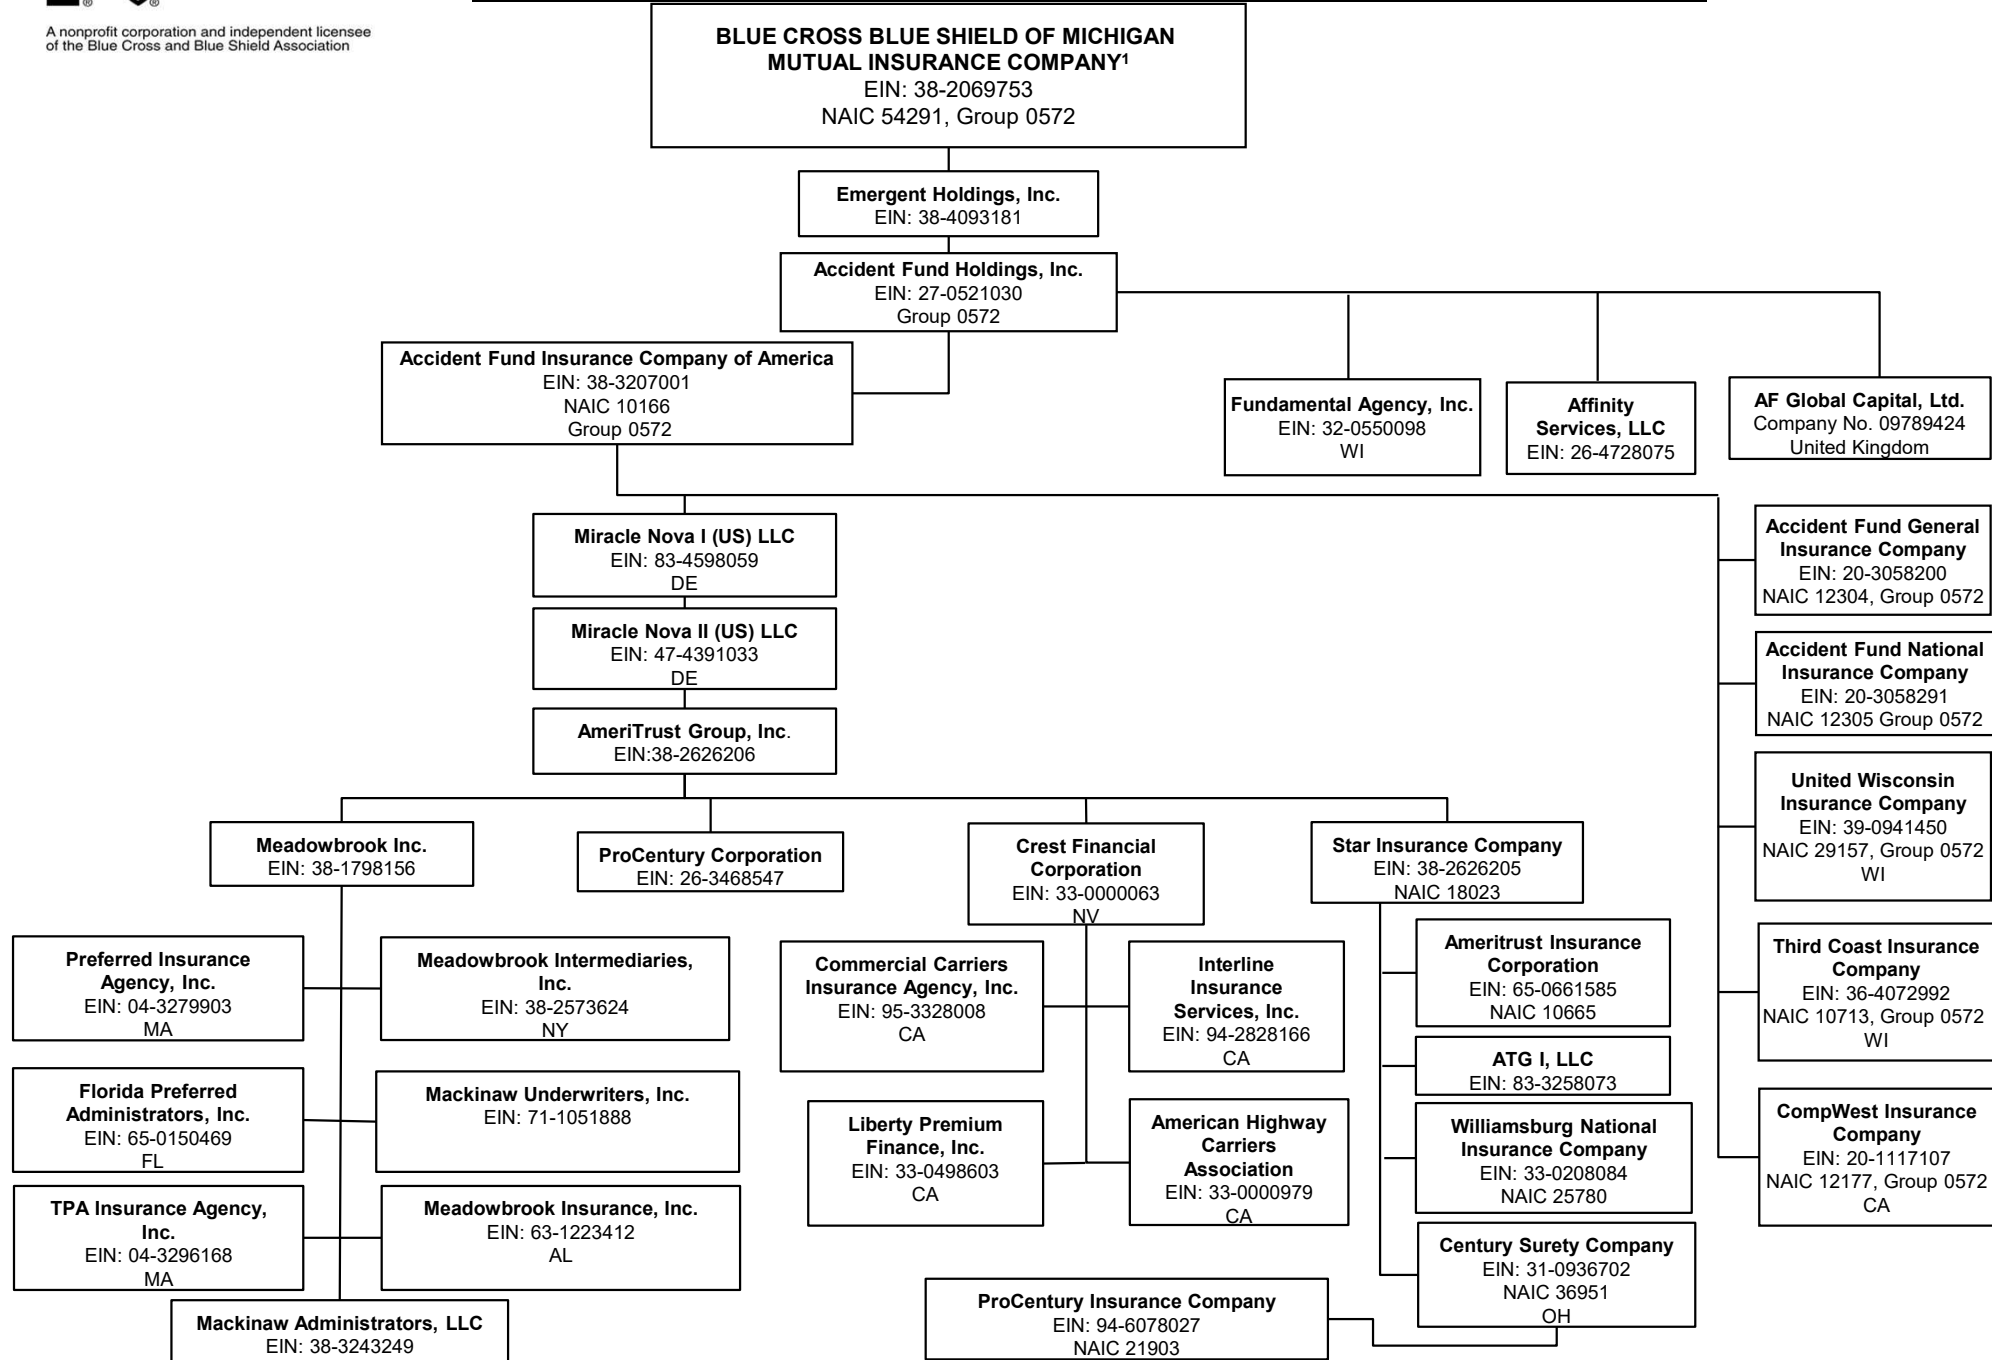 ® ®
A nonprofit corporation and independent licensee
of the Blue Cross and Blue Shield Association
BLUE CROSS BLUE SHIELD OF MICHIGAN
MUTUAL INSURANCE COMPANY¹
EIN: 38-2069753
NAIC 54291, Group 0572
Emergent Holdings, Inc.
EIN: 38-4093181
Accident Fund Holdings, Inc.
EIN: 27-0521030
Group 0572
Accident Fund Insurance Company of America
EIN: 38-3207001
NAIC 10166
Group 0572
Fundamental Agency, Inc.
EIN: 32-0550098
WI
Affinity
Services, LLC
EIN: 26-4728075
AF Global Capital, Ltd.
Company No. 09789424
United Kingdom
Miracle Nova I (US) LLC
EIN: 83-4598059
DE
Miracle Nova II (US) LLC
EIN: 47-4391033
DE
AmeriTrust Group, Inc.
EIN:38-2626206
Accident Fund General
Insurance Company
EIN: 20-3058200
NAIC 12304, Group 0572
Accident Fund National
Insurance Company
EIN: 20-3058291
NAIC 12305 Group 0572
United Wisconsin
Insurance Company
EIN: 39-0941450
NAIC 29157, Group 0572
WI
Third Coast Insurance
Company
EIN: 36-4072992
NAIC 10713, Group 0572
WI
CompWest Insurance
Company
EIN: 20-1117107
NAIC 12177, Group 0572
CA
Meadowbrook Inc.
EIN: 38-1798156
ProCentury Corporation
EIN: 26-3468547
Crest Financial
Corporation
EIN: 33-0000063
NV
Star Insurance Company
EIN: 38-2626205
NAIC 18023
Preferred Insurance
Agency, Inc.
EIN: 04-3279903
MA
Meadowbrook Intermediaries,
Inc.
EIN: 38-2573624
NY
Florida Preferred
Administrators, Inc.
EIN: 65-0150469
FL
Mackinaw Underwriters, Inc.
EIN: 71-1051888
TPA Insurance Agency,
Inc.
EIN: 04-3296168
MA
Meadowbrook Insurance, Inc.
EIN: 63-1223412
AL
Mackinaw Administrators, LLC
EIN: 38-3243249
Commercial Carriers
Insurance Agency, Inc.
EIN: 95-3328008
CA
Interline
Insurance
Services, Inc.
EIN: 94-2828166
CA
Liberty Premium
Finance, Inc.
EIN: 33-0498603
CA
American Highway
Carriers
Association
EIN: 33-0000979
CA
Ameritrust Insurance
Corporation
EIN: 65-0661585
NAIC 10665
ATG I, LLC
EIN: 83-3258073
Williamsburg National
Insurance Company
EIN: 33-0208084
NAIC 25780
Century Surety Company
EIN: 31-0936702
NAIC 36951
OH
ProCentury Insurance Company
EIN: 94-6078027
NAIC 21903